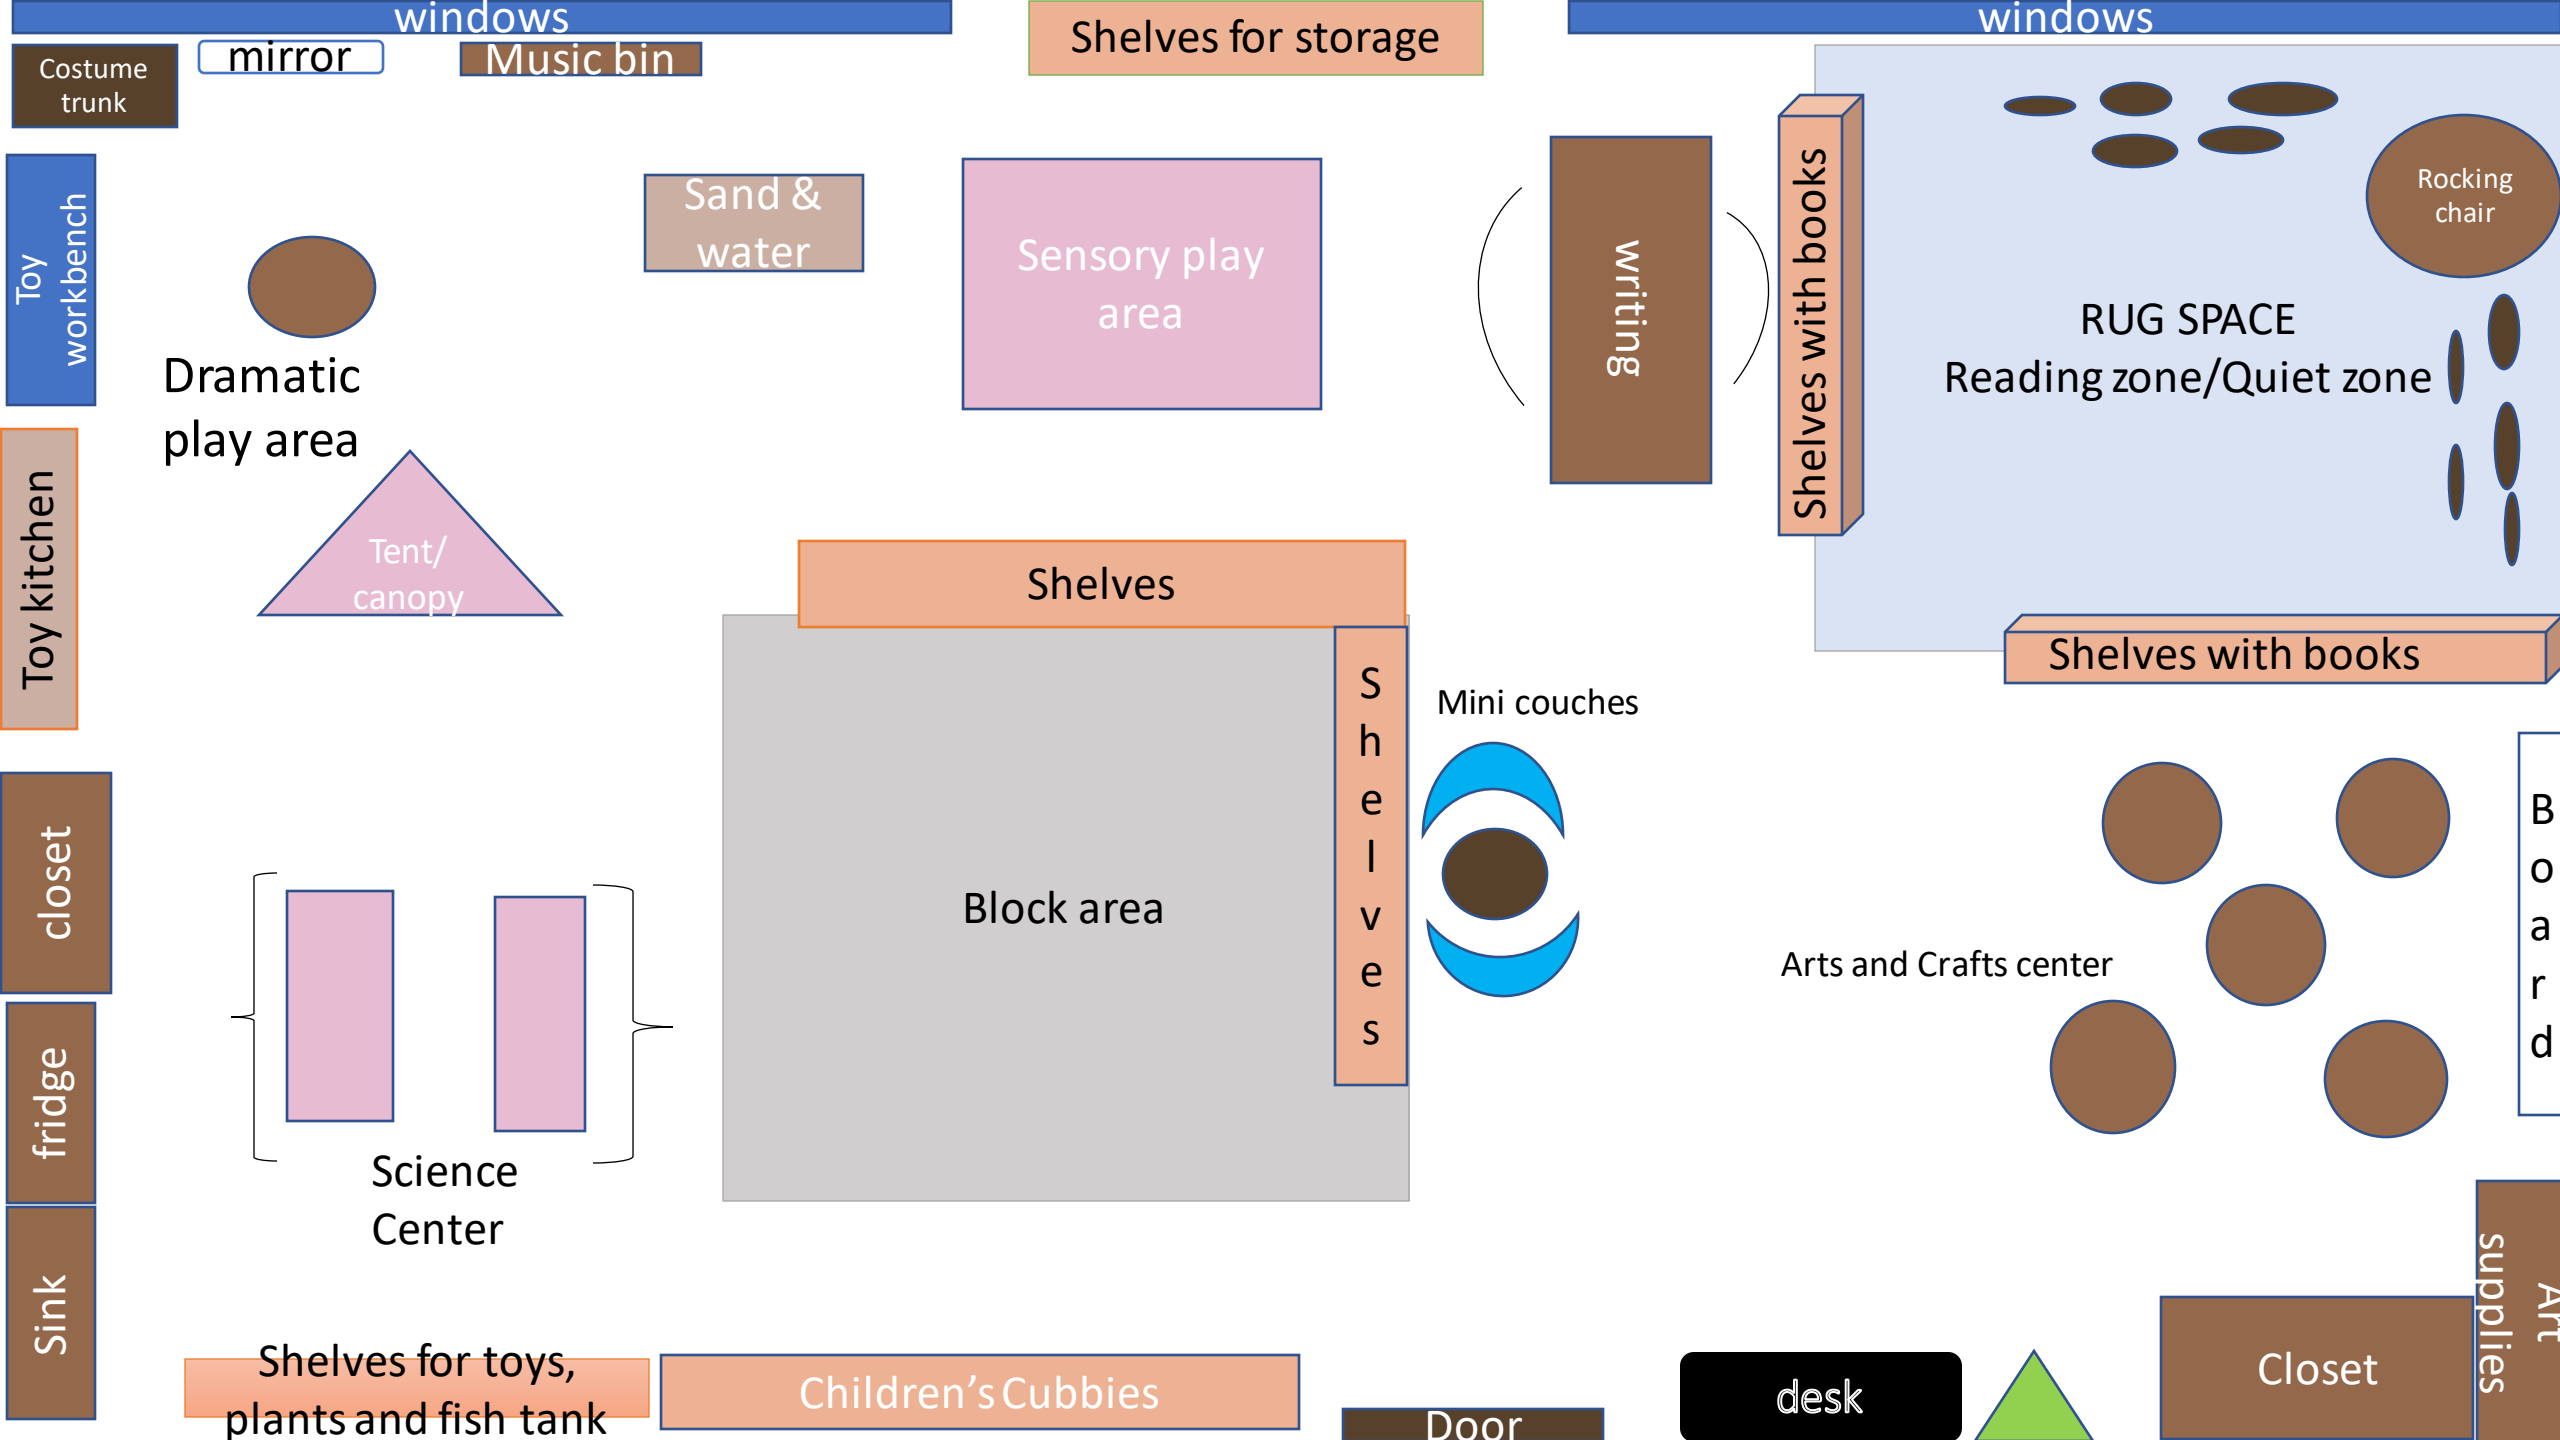 windows
Shelves for storage
windows
mirror
Music bin
Costume
trunk
Toy
workbench
Sand &
water
Sensory play
area
writing
Shelves with books
Rocking
chair
RUG SPACE
Reading zone/Quiet zone
Dramatic
play area
Toy kitchen
Tent/
canopy
Shelves
Shelves
Shelves with books
Mini couches
Board
closet
Block area
Arts and Crafts center
fridge
Science
Center
Sink
Art
supplies
Shelves for toys,
plants and fish tank
Children's Cubbies
Door
desk
Closet